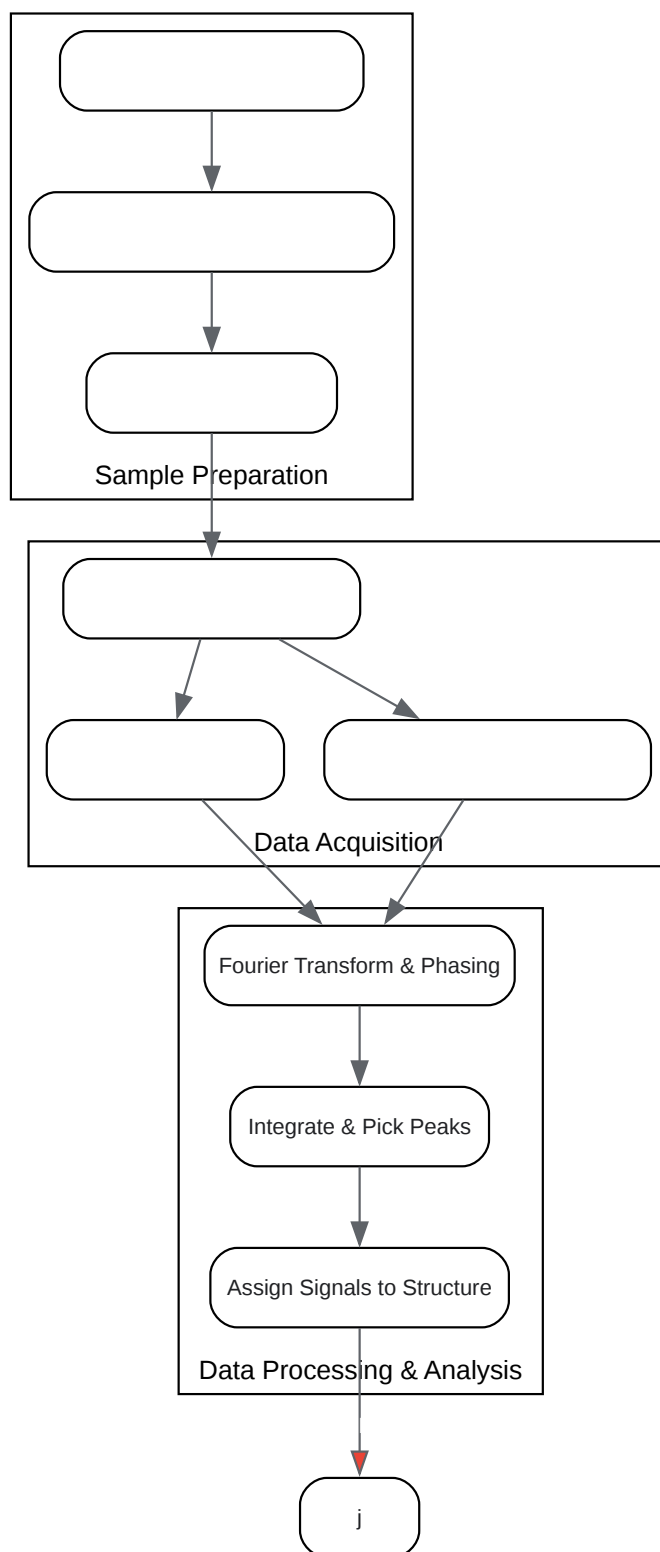 Sample Preparation
Data Acquisition
Fourier Transform & Phasing
Integrate & Pick Peaks
Assign Signals to Structure
Data Processing & Analysis
j